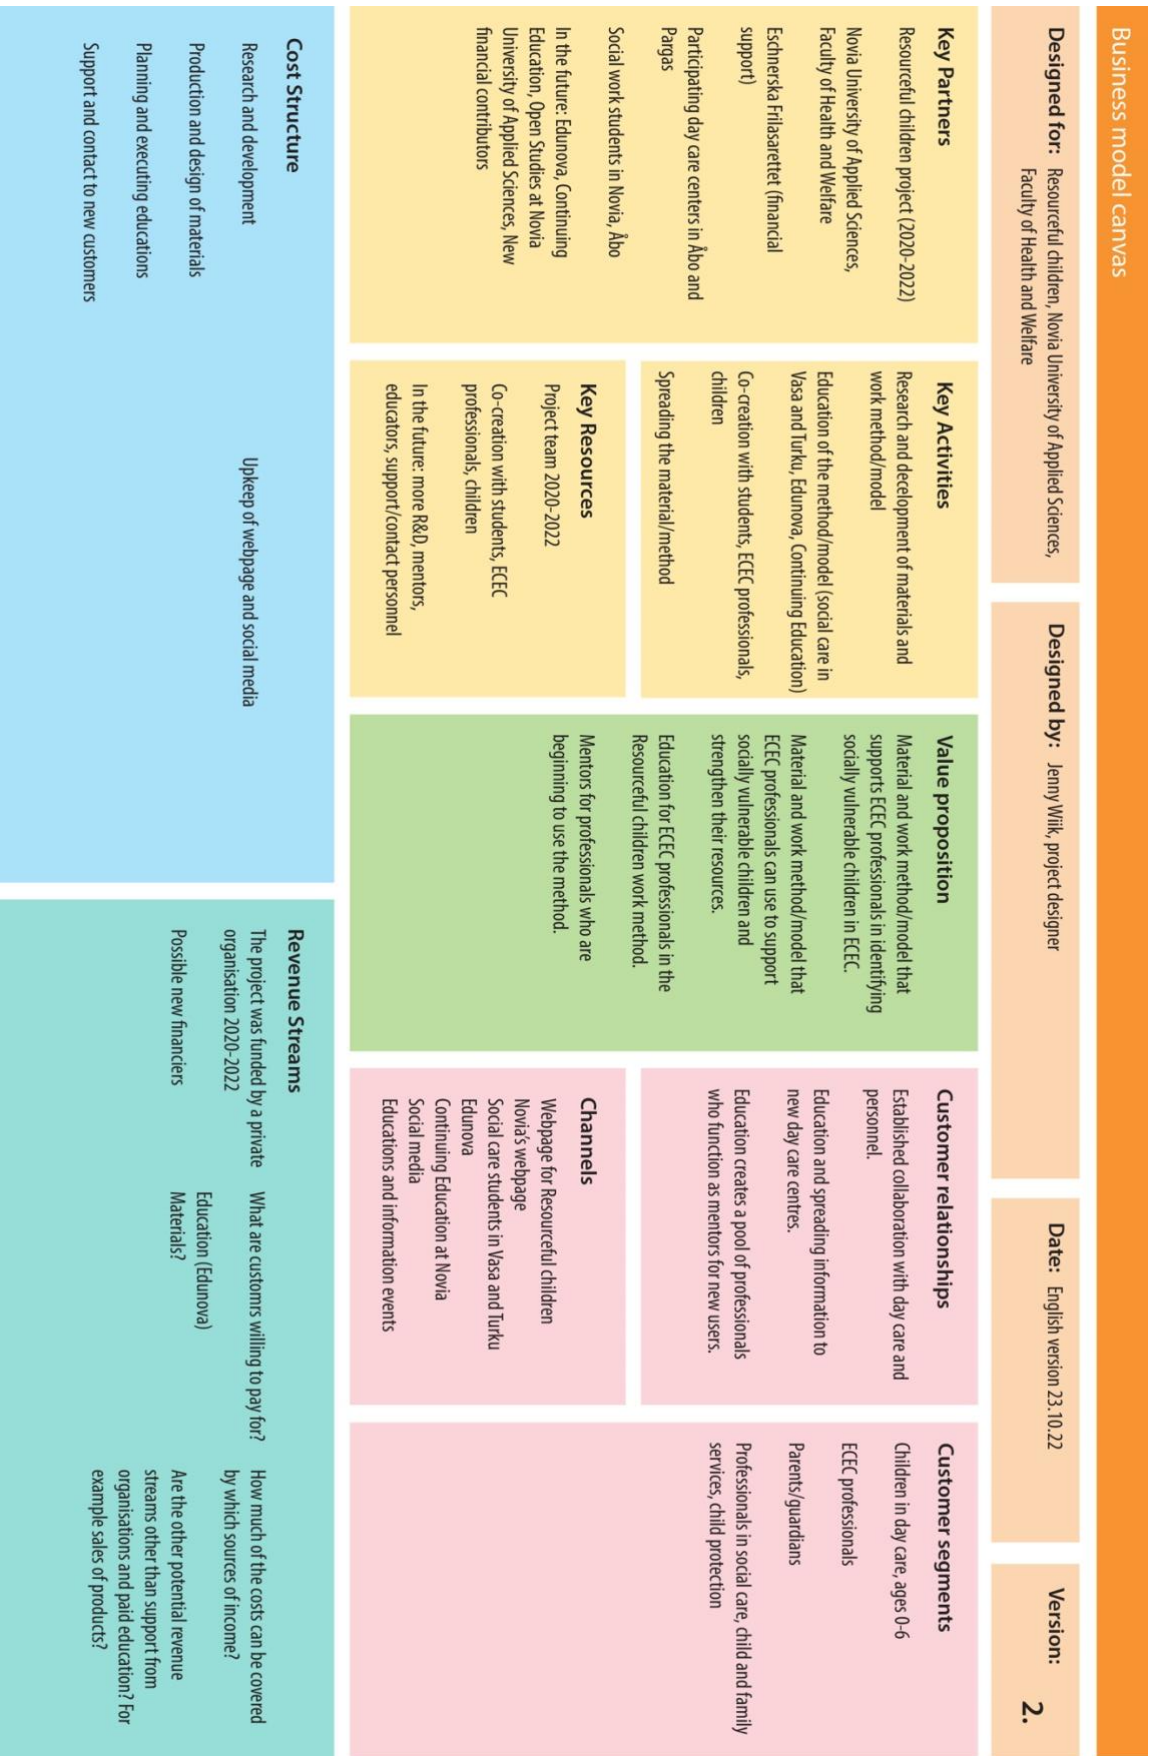 Business model canvas
Designed for: Resourceful children, Novia University of Applied Sciences,
Faculty of Health and Welfare
Designed by: Jenny Wiik, project designer
Date: English version 23.10.22
Version:
2.
Key Partners
Resourceful children project (2020-2022)
Novia University of Applied Sciences,
Faculty of Health and Welfare
Eschnerska Frilasarettet (financial
support)
Participating day care centers in Åbo and
Pargas
Social work students in Novia, Åbo
In the future: Edunova, Continuing
Education, Open Studies at Novia
University of Applied Sciences, New
financial contributors
Key Activities
Research and decelopment of materials and
work method/model
Education of the method/model (social care in
Vasa and Turku, Edunova, Continuing Education)
Co-creation with students, ECEC professionals,
children
Spreading the material/method
Key Resources
Project team 2020-2022
Co-creation with students, ECEC
professionals, children
In the future: more R&D, mentors,
educators, support/contact personnel
Value proposition
Material and work method/model that
supports ECEC professionals in identifying
socially vulnerable children in ECEC.
Material and work method/model that
ECEC professionals can use to support
socially vulnerable children and
strengthen their resources.
Education for ECEC professionals in the
Resourceful children work method.
Mentors for professionals who are
beginning to use the method.
Customer relationships
Established collaboration with day care and
personnel.
Education and spreading information to
new day care centres.
Education creates a pool of professionals
who function as mentors for new users.
Channels
Webpage for Resourceful children
Novia's webpage
Social care students in Vasa and Turku
Edunova
Continuing Education at Novia
Social media
Educations and information events
Customer segments
Children in day care, ages 0-6
ECEC professionals
Parents/guardians
Professionals in social care, child and family
services, child protection
Cost Structure
Research and development
Production and design of materials
Planning and executing educations
Support and contact to new customers
Upkeep of webpage and social media
Revenue Streams
The project was funded by a private
organisation 2020-2022
Possible new financiers
What are customrs willing to pay for?
Education (Edunova)
Materials?
How much of the costs can be covered
by which sources of income?
Are the other potential revenue
streams other than support from
organisations and paid education? For
example sales of products?